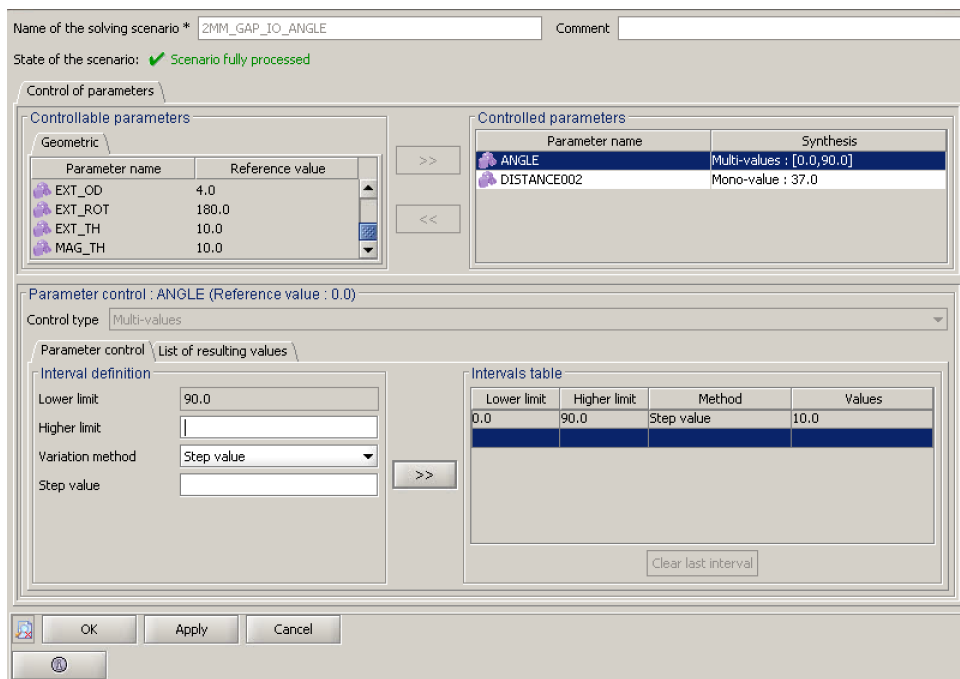 Name of the solving scenario * 2MM_GAP_IO_ANGLE Comment
State of the scenario: Scenario fully processed
Control of parameters
Controllable parameters
Geometric
Parameter name Reference value
EXT_OD 4.0
EXT_ROT 180.0
EXT_TH 10.0
MAG_TH 10.0
>>
<<
Controlled parameters
Parameter name Synthesis
ANGLE Multi-values : [0.0,90.0]
DISTANCE002 Mono-value : 37.0
Parameter control : ANGLE (Reference value : 0.0)
Control type Multi-values
Parameter control List of resulting values
Interval definition
Lower limit 90.0
Higher limit
Variation method Step value
Step value
>>
Intervals table
Lower limit Higher limit Method Values
0.0 90.0 Step value 10.0
Clear last interval
OK Apply Cancel